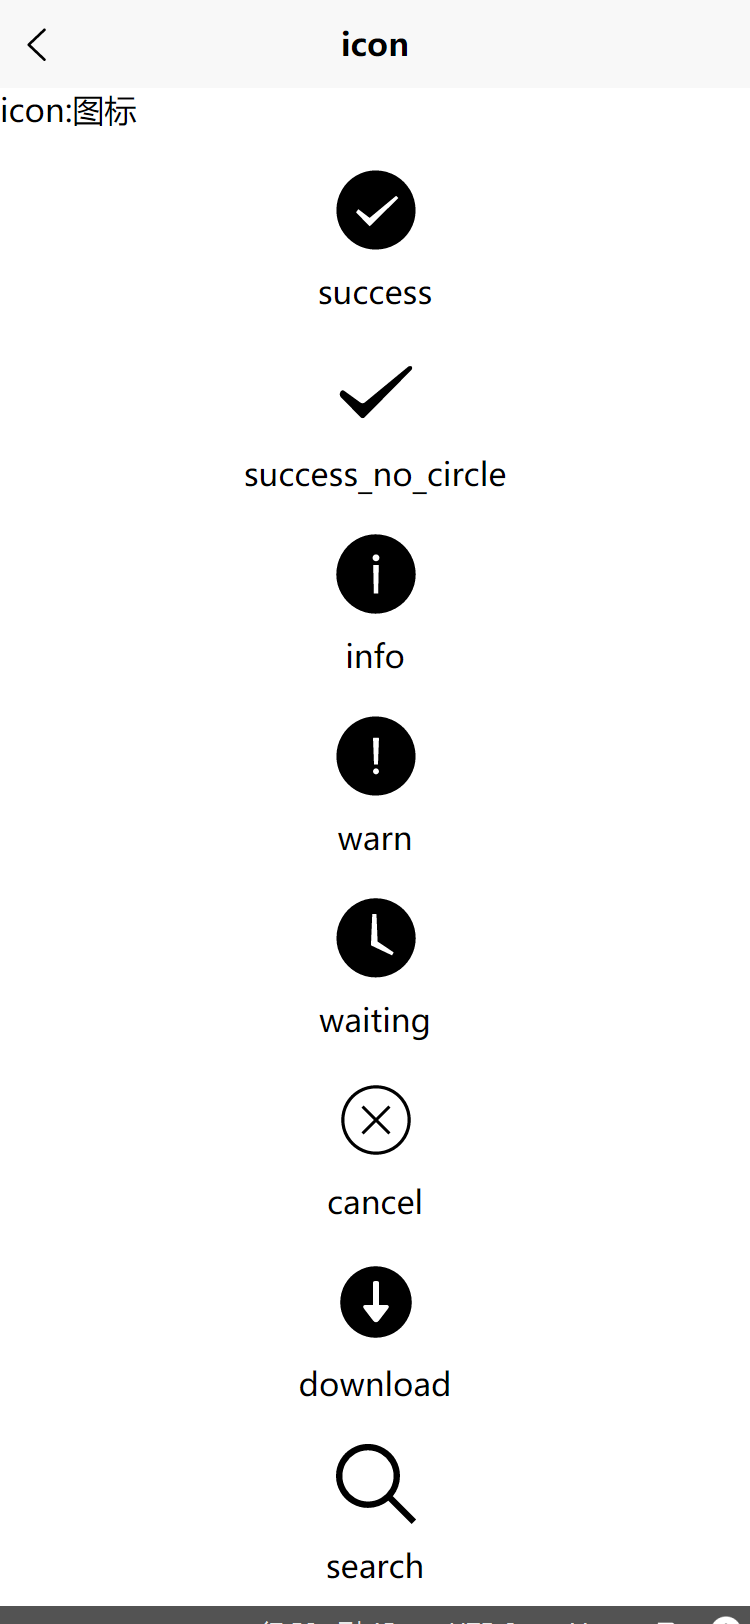 icon
icon:图标
success
success_no_circle
info
warn
waiting
cancel
download
search